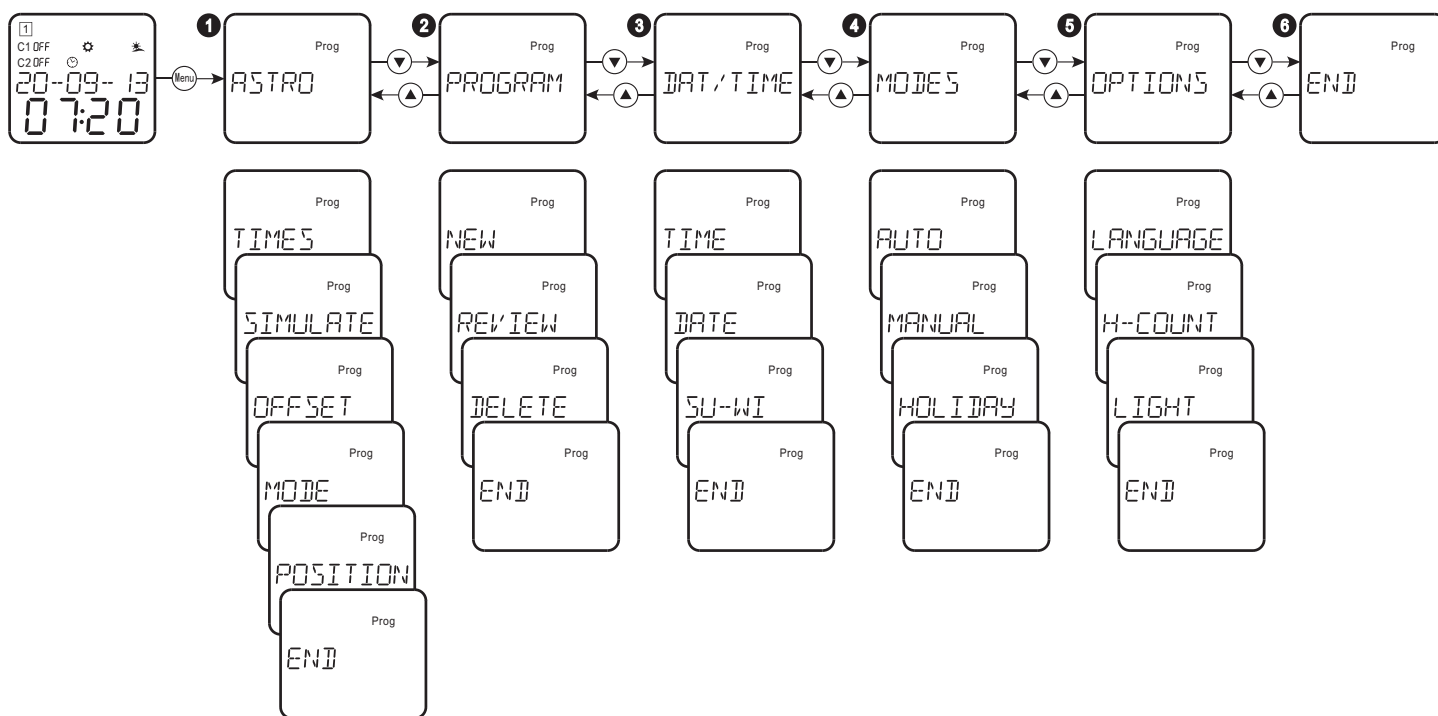 1
C1 OFF
C2 OFF
20--09-- 13
07:20
Menu
1
Prog
ASTRO
2
Prog
PROGRAM
3
Prog
DAT/TIME
4
Prog
MODES
5
Prog
OPTIONS
6
Prog
END
Prog
TIMES
Prog
SIMULATE
Prog
OFFSET
Prog
MODE
Prog
POSITION
Prog
END
Prog
NEW
Prog
REVIEW
Prog
DELETE
Prog
END
Prog
TIME
Prog
DATE
Prog
SU-WI
Prog
END
Prog
AUTO
Prog
MANUAL
Prog
HOLIDAY
Prog
END
Prog
LANGUAGE
Prog
H-COUNT
Prog
LIGHT
Prog
END